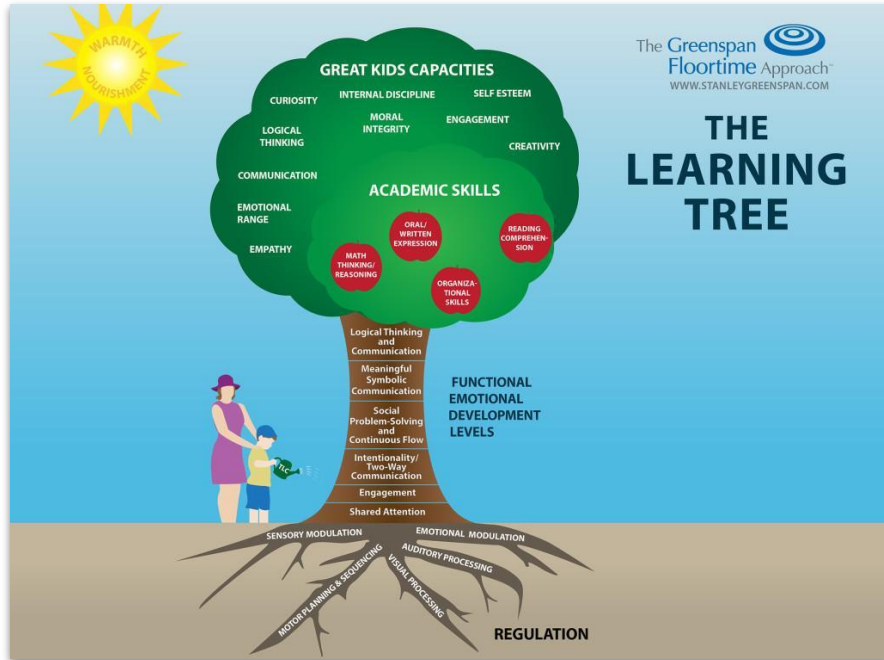 WARMTH
NOURISHMENT
The Greenspan
Floortime Approach™
WWW.STANLEYGREENSPAN.COM
THE
LEARNING
TREE
GREAT KIDS CAPACITIES
CURIOSITY
INTERNAL DISCIPLINE
SELF ESTEEM
LOGICAL
THINKING
MORAL
INTEGRITY
ENGAGEMENT
CREATIVITY
COMMUNICATION
EMOTIONAL
RANGE
EMPATHY
ACADEMIC SKILLS
MATH
THINKING/
REASONING
ORAL/
WRITTEN
EXPRESSION
READING
COMPREHEN-
SION
ORGANIZA-
TIONAL
SKILLS
Logical Thinking
and
Communication
Meaningful
Symbolic
Communication
Social
Problem-Solving
and
Continuous Flow
Intentionality/
Two-Way
Communication
Engagement
Shared Attention
FUNCTIONAL
EMOTIONAL
DEVELOPMENT
LEVELS
TLC
SENSORY MODULATION
EMOTIONAL MODULATION
MOTOR PLANNING & SEQUENCING
VISUAL PROCESSING
AUDITORY PROCESSING
REGULATION